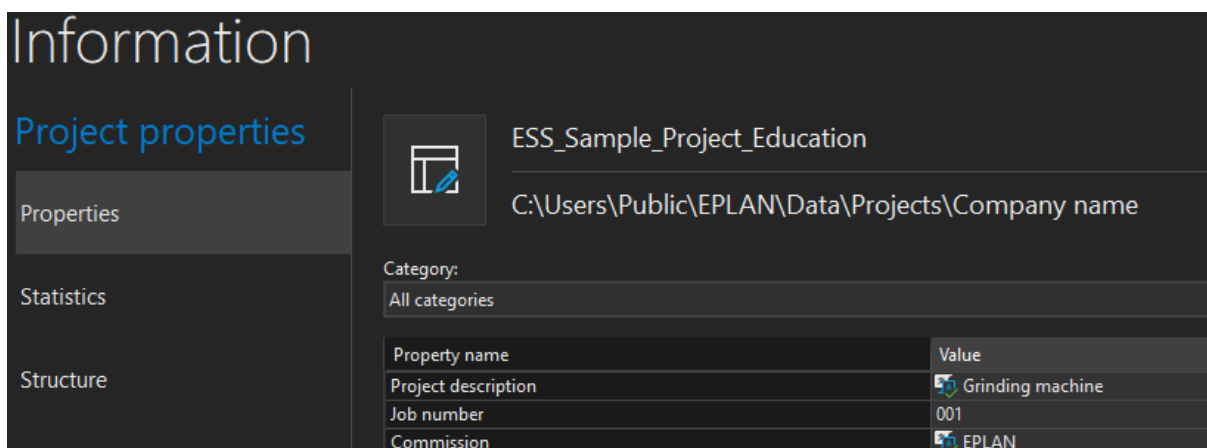 Information
Project properties
Properties
Statistics
Structure
ESS_Sample_Project_Education
C:\Users\Public\EPLAN\Data\Projects\Company name
Category:
All categories
Property name Value
Project description Grinding machine
Job number 001
Commission EPLAN